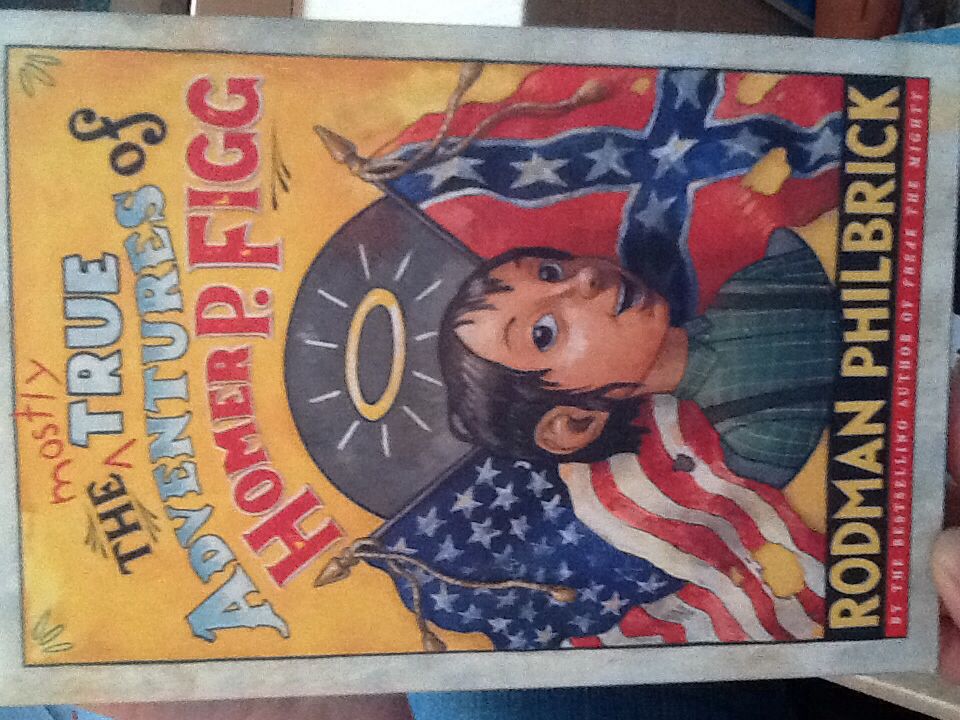 mostly
THE ^ TRUE
ADVENTURES of
HOMER P. FIGG
RODMAN PHILBRICK
BY THE BESTSELLING AUTHOR OF FREAK THE MIGHTY